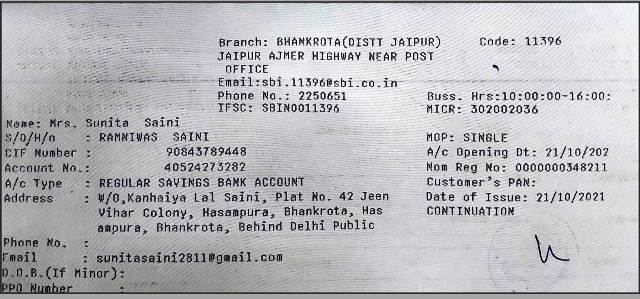 Branch: BHANKROTA(DISTT JAIPUR) Code: 11396
JAIPUR AJMER HIGHWAY NEAR POST
OFFICE
Email:sbi.11396@sbi.co.in
Phone No.: 2250651 Buss. Hrs:10:00:00-16:00:
IFSC: SBIN0011396 MICR: 302002036
Name: Mrs. Sunita Saini
S/D/H/o : RAMNIWAS SAINI MOP: SINGLE
CIF Number : 90843789448 A/c Opening Dt: 21/10/202
Account No.: 40524273282 Nom Reg No: 0000000348211
A/c Type : REGULAR SAVINGS BANK ACCOUNT Customer's PAN:
Address : W/O,Kanhaiya Lal Saini, Plat No. 42 Jeen Date of Issue: 21/10/2021
Vihar Colony, Hasampura, Bhankrota, Has CONTINUATION
ampura, Bhankrota, Behind Delhi Public
Phone No. :
Email : sunitasaini2811@gmail.com
D.O.B.(If Minor):
PPO Number :